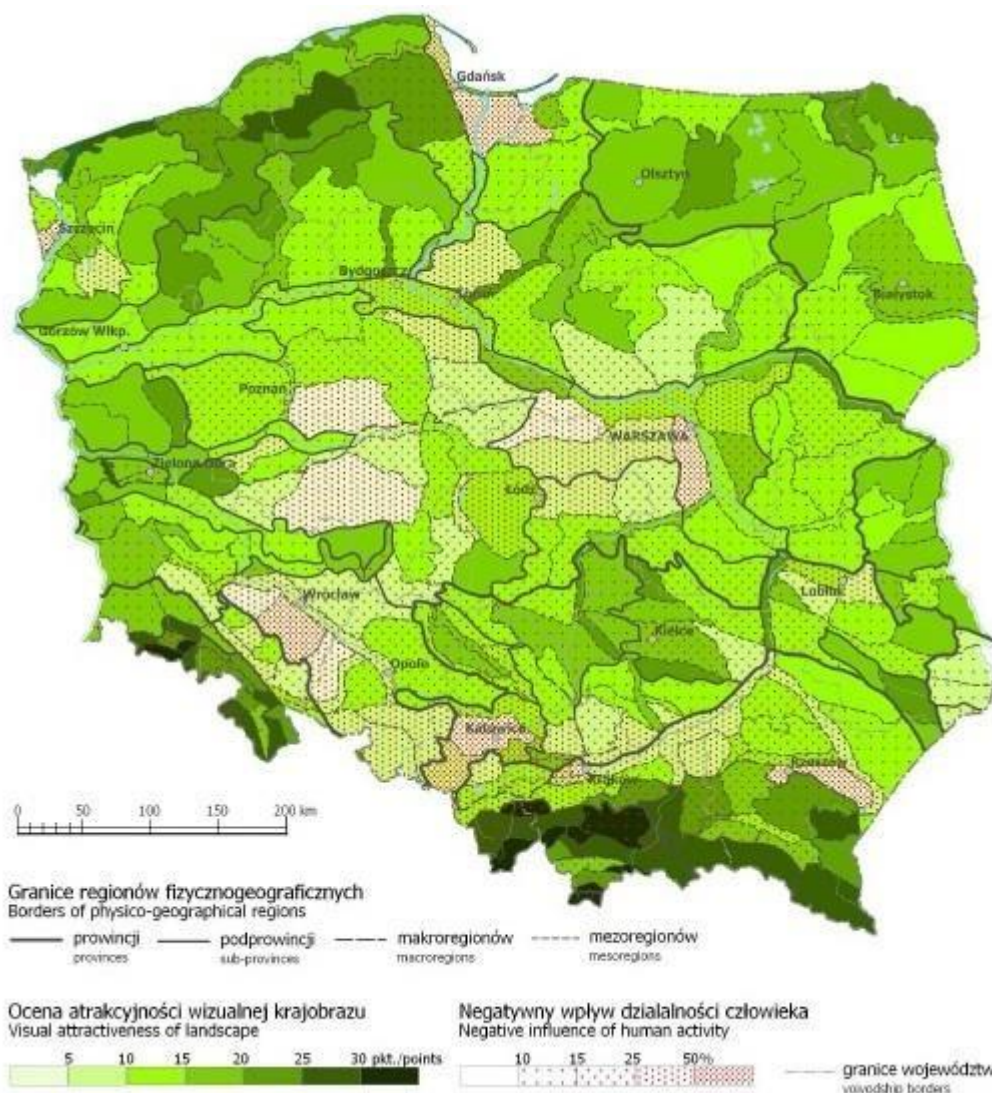 Gdańsk
Olsztyn
Szczecin
Bydgoszcz
Białystok
Gorzów Wlkp.
Poznań
WARSZAWA
Zielona Góra
Łódź
Lublin
Wrocław
Kielce
Opole
Katowice
Rzeszów
Kraków
0 50 100 150 200 km
Granice regionów fizycznogeograficznych
Borders of physico-geographical regions
prowincji podprowincji makroregionów mezoregionów
provinces sub-provinces macroregions mesoregions
Ocena atrakcyjności wizualnej krajobrazu Negatywny wpływ działalności człowieka
Visual attractiveness of landscape Negative influence of human activity
5 10 15 20 25 30 pkt./points 10 15 25 50%
granice województw
voivodship borders